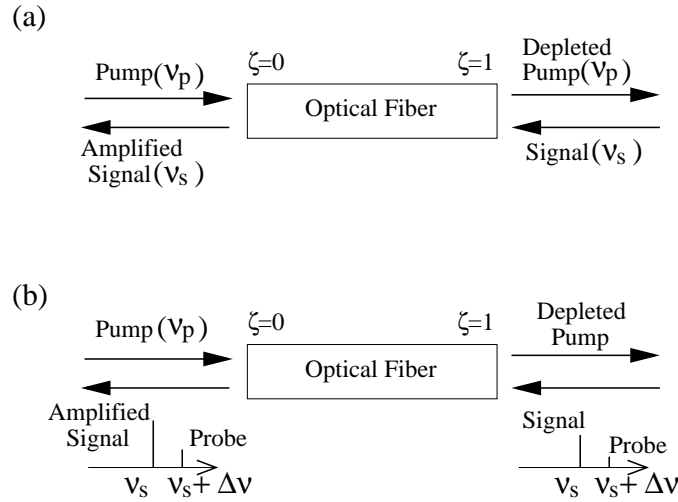 (a)
ζ=0 ζ=1
Pump(νp)
Optical Fiber
Depleted
Pump(νp)
Amplified
Signal(νs)
Signal(νs)
(b)
Pump(νp)
ζ=0 ζ=1
Optical Fiber
Depleted
Pump
Amplified
Signal
Probe
νs νs+ Δν
Signal
Probe
νs νs+ Δν